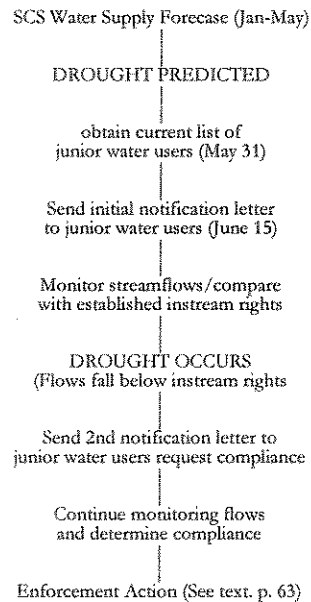 SCS Water Supply Forecase (Jan-May)
DROUGHT PREDICTED
obtain current list of
junior water users (May 31)
Send initial notification letter
to junior water users (June 15)
Monitor streamflows/compare
with established instream rights
DROUGHT OCCURS
(Flows fall below instream rights
Send 2nd notification letter to
junior water users request compliance
Continue monitoring flows
and determine compliance
Enforcement Action (See text. p. 63)